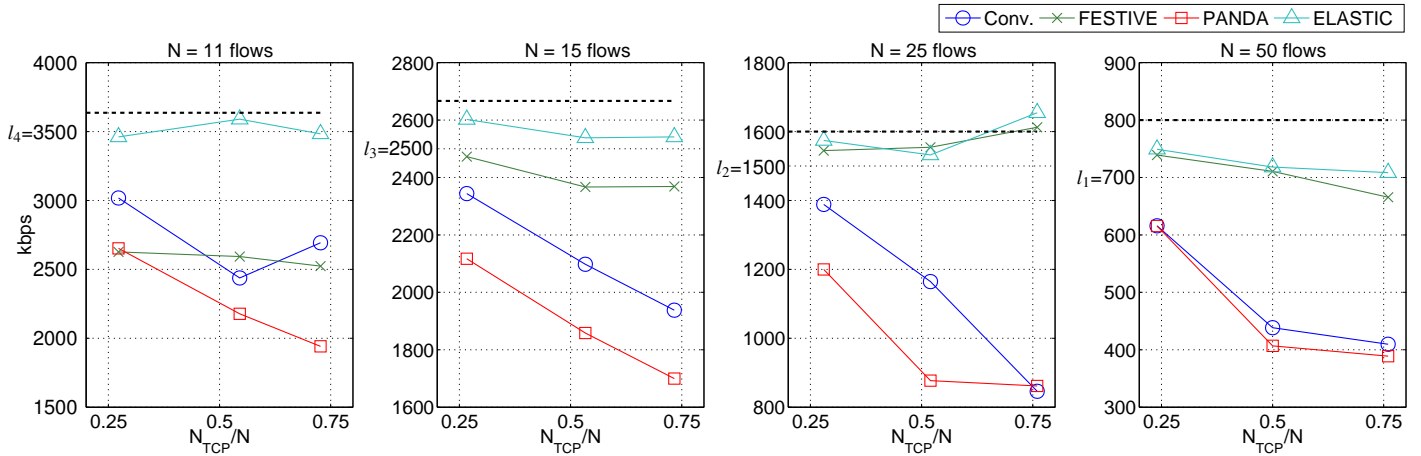 Conv. FESTIVE PANDA ELASTIC
N = 11 flows
4000
l4=3500
3000
2500
2000
1500
kbps
0.25 0.5 0.75
NTCP/N
N = 15 flows
2800
2600
l3=2500
2400
2200
2000
1800
1600
0.25 0.5 0.75
NTCP/N
N = 25 flows
1800
1600
l2=1500
1400
1200
1000
800
0.25 0.5 0.75
NTCP/N
N = 50 flows
900
800
l1=700
600
500
400
300
0.25 0.5 0.75
NTCP/N